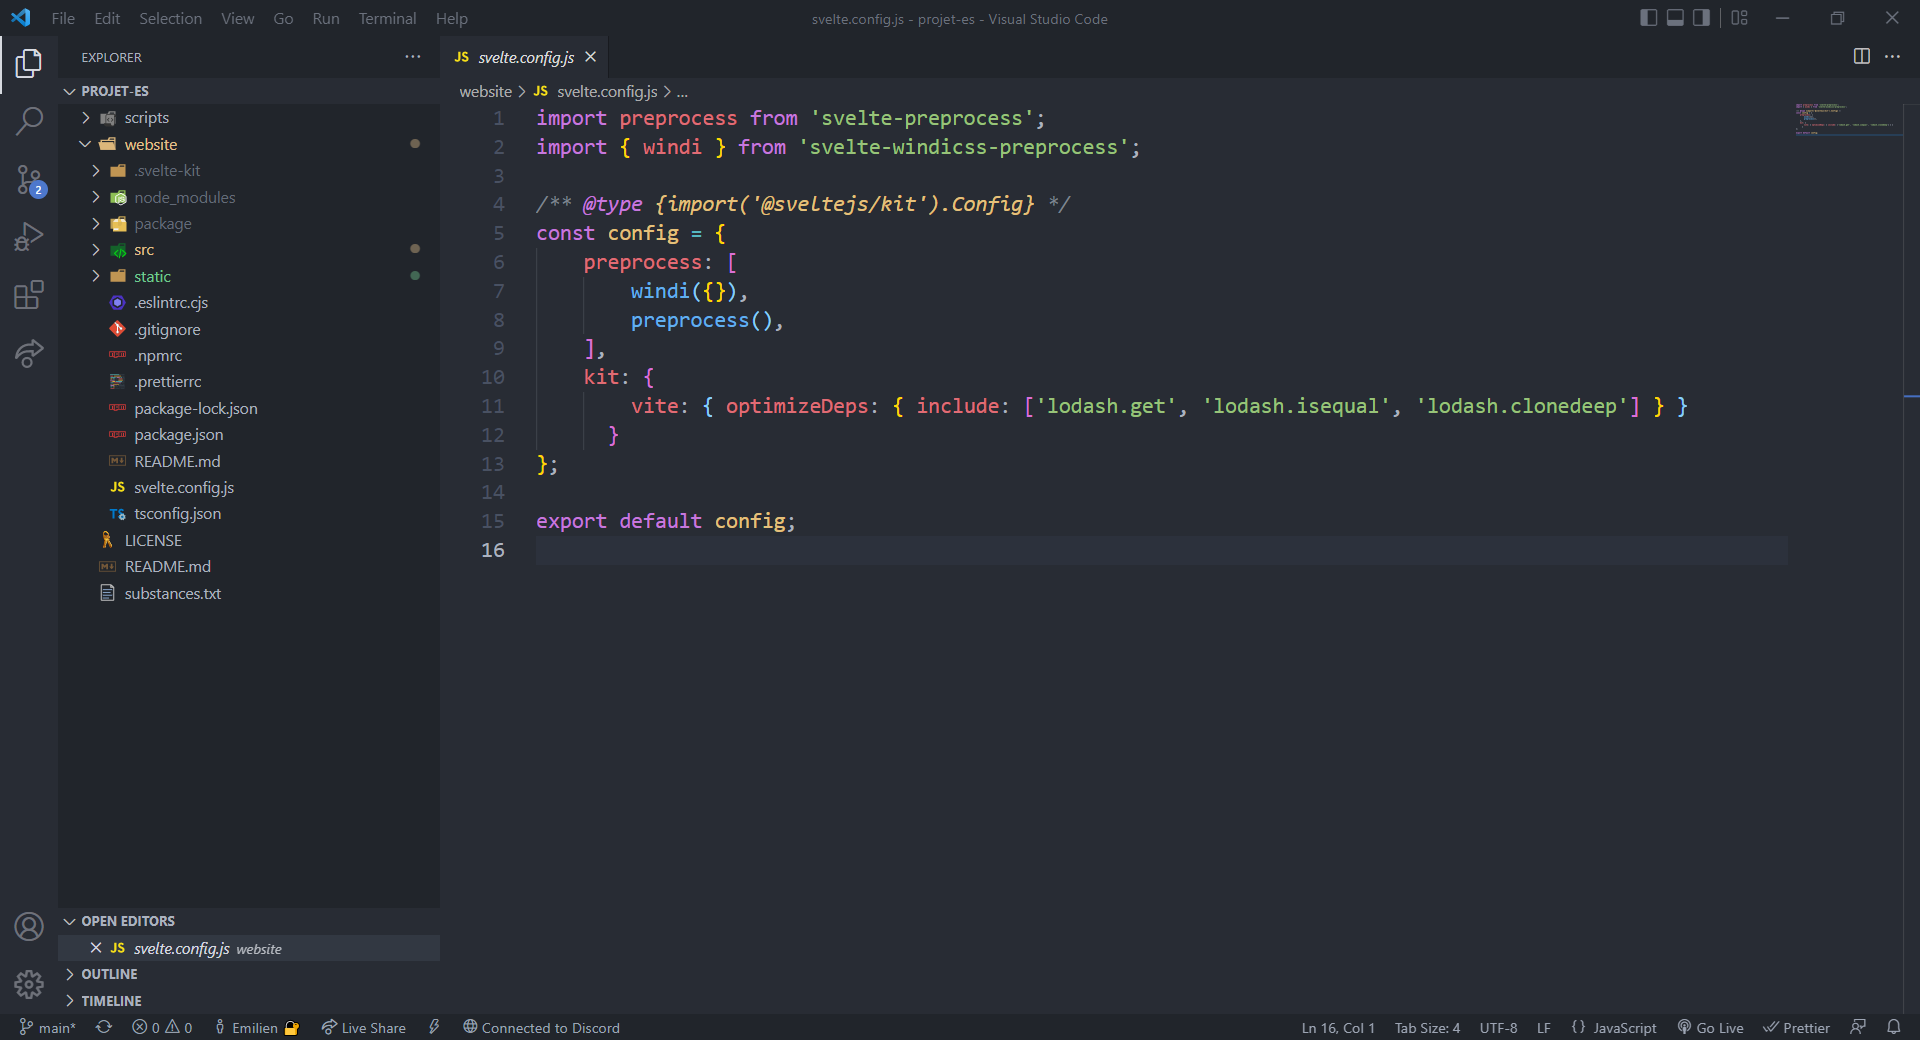 File Edit Selection View Go Run Terminal Help
svelte.config.js - projet-es - Visual Studio Code
EXPLORER
PROJET-ES
scripts
website
.svelte-kit
node_modules
package
src
static
.eslintrc.cjs
.gitignore
.npmrc
.prettierrc
package-lock.json
package.json
README.md
JS svelte.config.js
TS tsconfig.json
LICENSE
README.md
substances.txt
2
OPEN EDITORS
JS svelte.config.js website
OUTLINE
TIMELINE
JS svelte.config.js
website > JS svelte.config.js > ...
1 import preprocess from 'svelte-preprocess';
2 import { windi } from 'svelte-windicss-preprocess';
3
4 /** @type {import('@sveltejs/kit').Config} */
5 const config = {
6 preprocess: [
7 windi({}),
8 preprocess(),
9 ],
10 kit: {
11 vite: { optimizeDeps: { include: ['lodash.get', 'lodash.isequal', 'lodash.clonedeep'] } }
12 }
13 };
14
15 export default config;
16
main* 0 0 Emilien Live Share Connected to Discord Ln 16, Col 1 Tab Size: 4 UTF-8 LF {} JavaScript Go Live Prettier